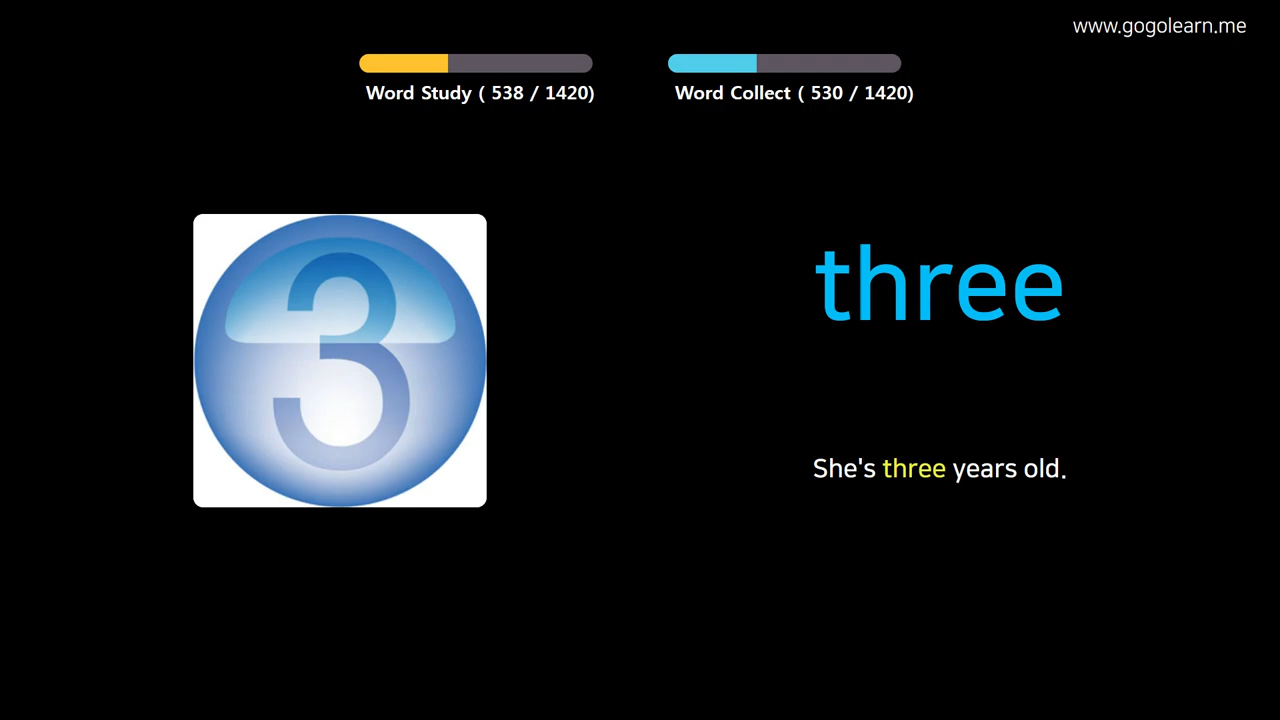 www.gogolearn.me
Word Study ( 538 / 1420)
Word Collect ( 530 / 1420)
3
three
She's three years old.